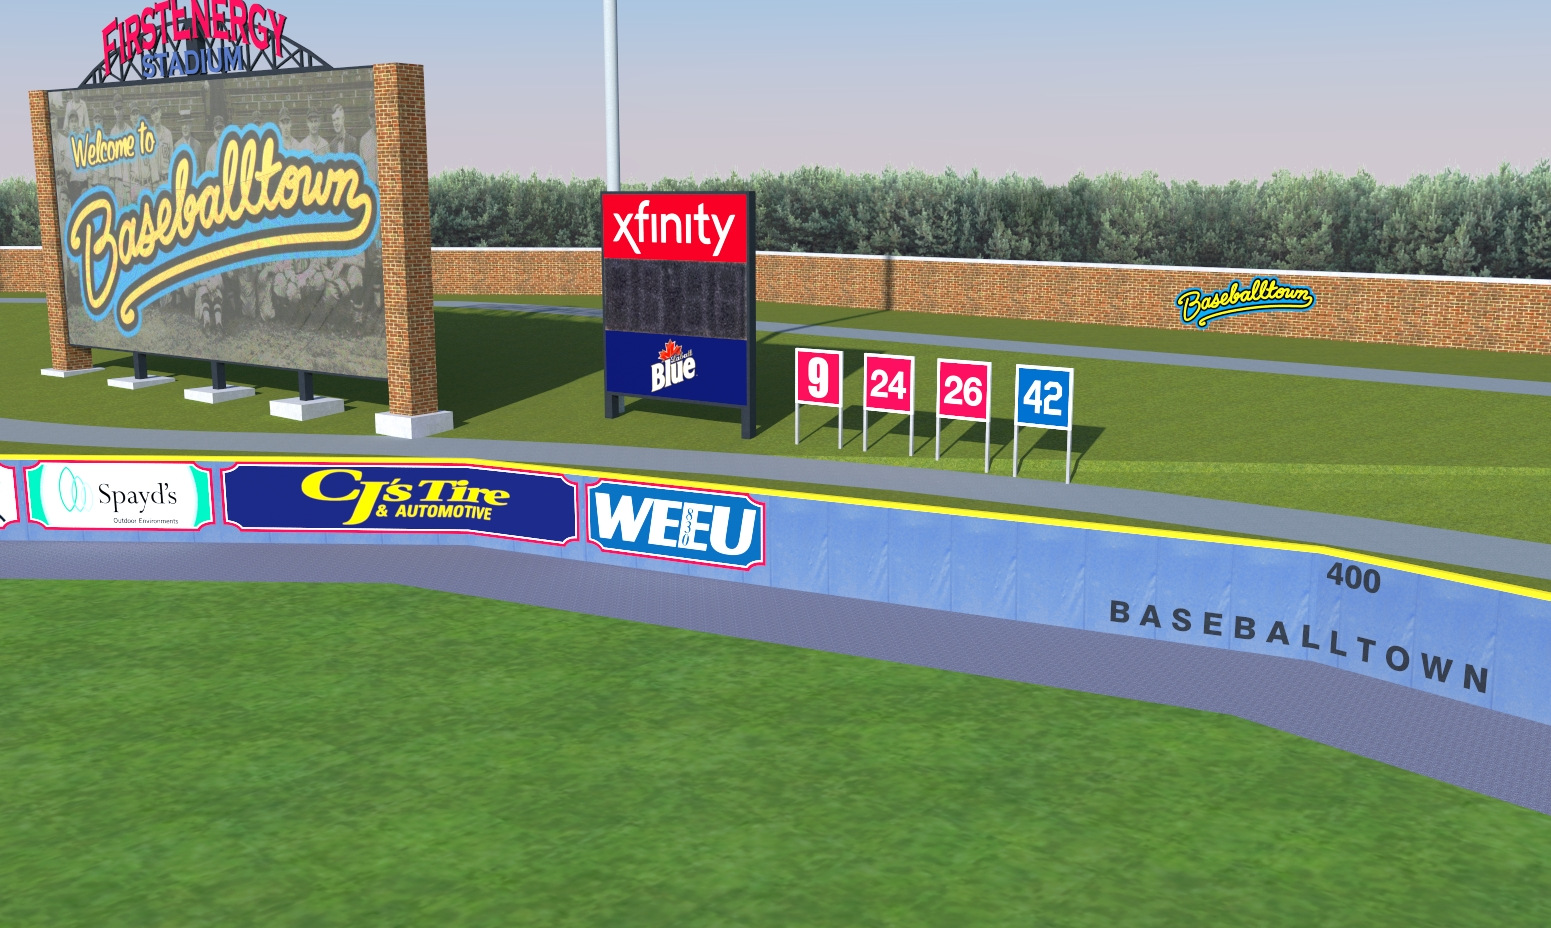 FIRSTENERGY
STADIUM
Welcome to
Baseballtown
xfinity
Labatt
Blue
9
24
26
42
Baseballtown
Spayd's
Outdoor Environments
CJ's Tire
& AUTOMOTIVE
WEEU
830
400
BASEBALLTOWN